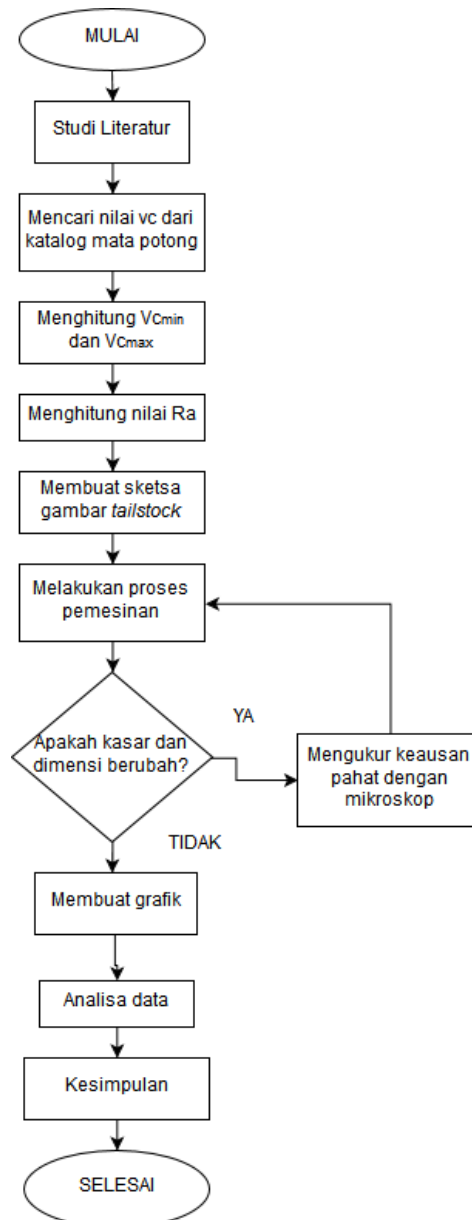 MULAI
Studi Literatur
Mencari nilai vc dari
katalog mata potong
Menghitung Vcmin
dan Vcmax
Menghitung nilai Ra
Membuat sketsa
gambar tailstock
Melakukan proses
pemesinan
Apakah kasar dan
dimensi berubah?
YA
Mengukur keausan
pahat dengan
mikroskop
TIDAK
Membuat grafik
Analisa data
Kesimpulan
SELESAI